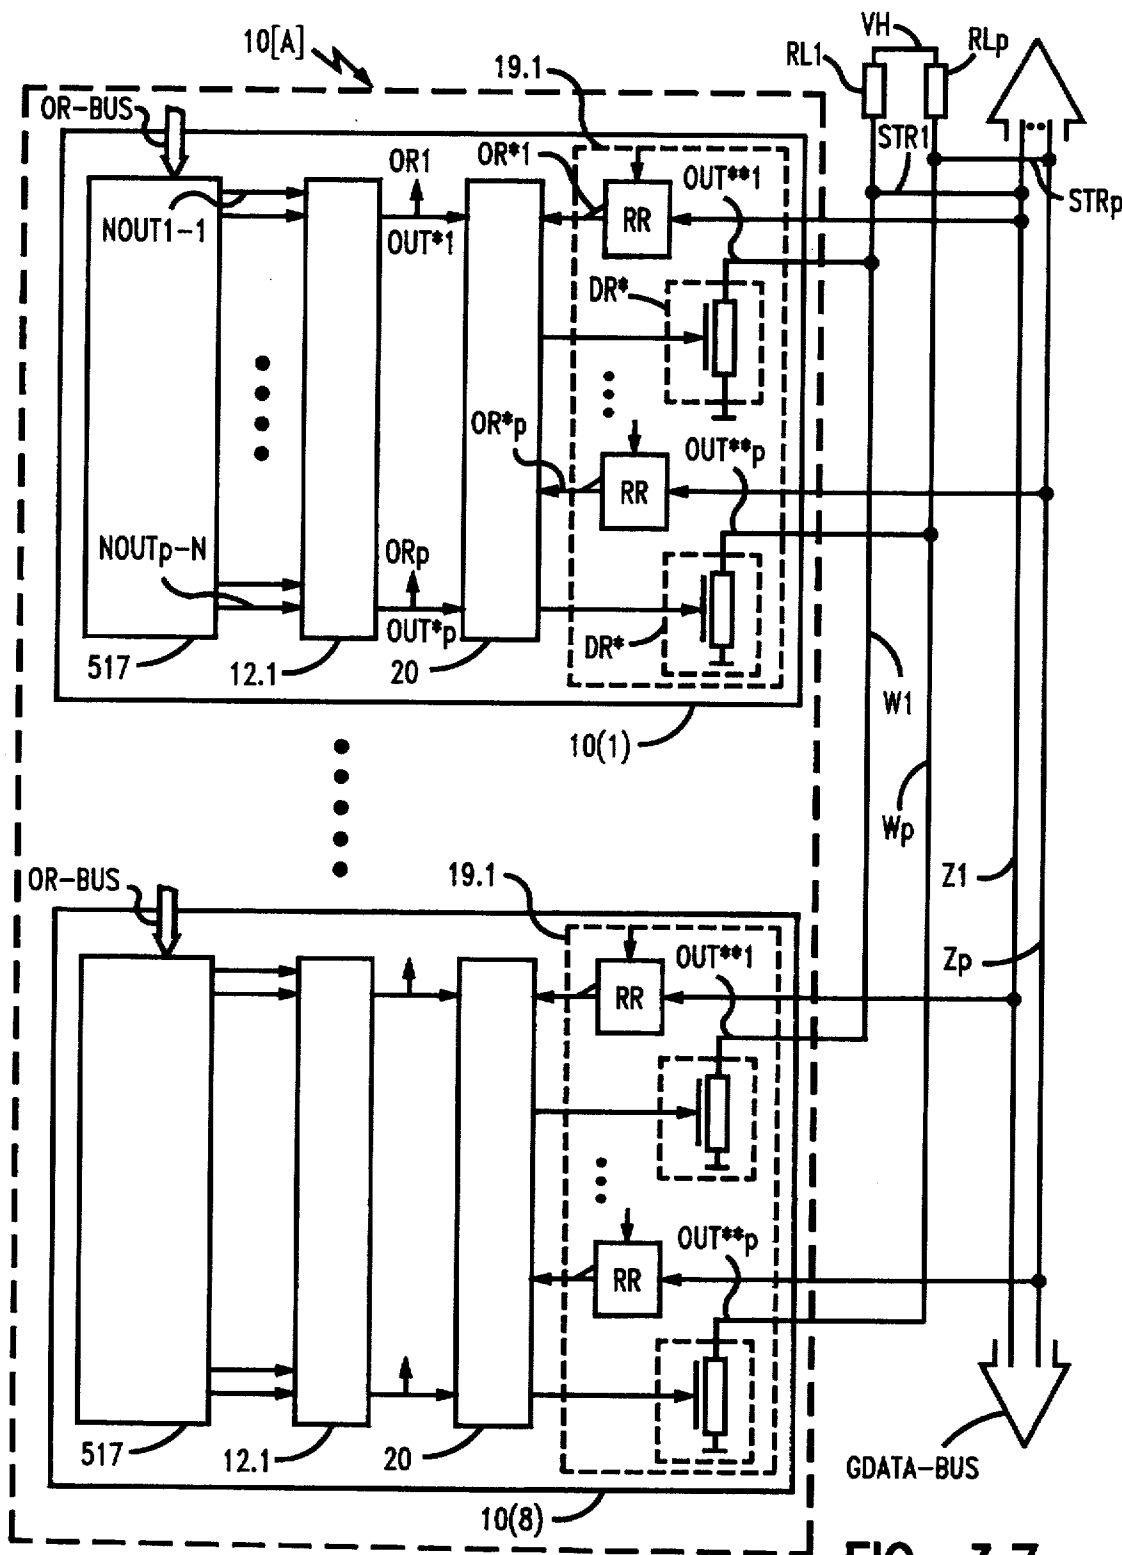 10[A]
VH
RL1
RLp
19.1
OR-BUS
OR1
OR*1
OUT**1
STR1
STRp
NOUT1-1
OUT*1
RR
DR*
OR*p
OUT**p
RR
NOUTp-N
ORp
OUT*p
DR*
517
12.1
20
10(1)
W1
Wp
Z1
Zp
OR-BUS
19.1
OUT**1
RR
OUT**p
RR
517
12.1
20
10(8)
GDATA-BUS